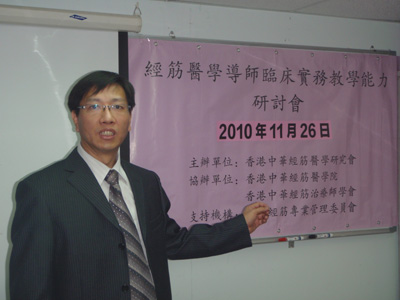 經筋醫學導師臨床實務教學能力
研討會
2010年11月26日
主辦單位：香港中華經筋醫學研究會
協辦單位：香港中華經筋醫學院
香港中華經筋治療師學會
支持機構：經筋專業管理委員會